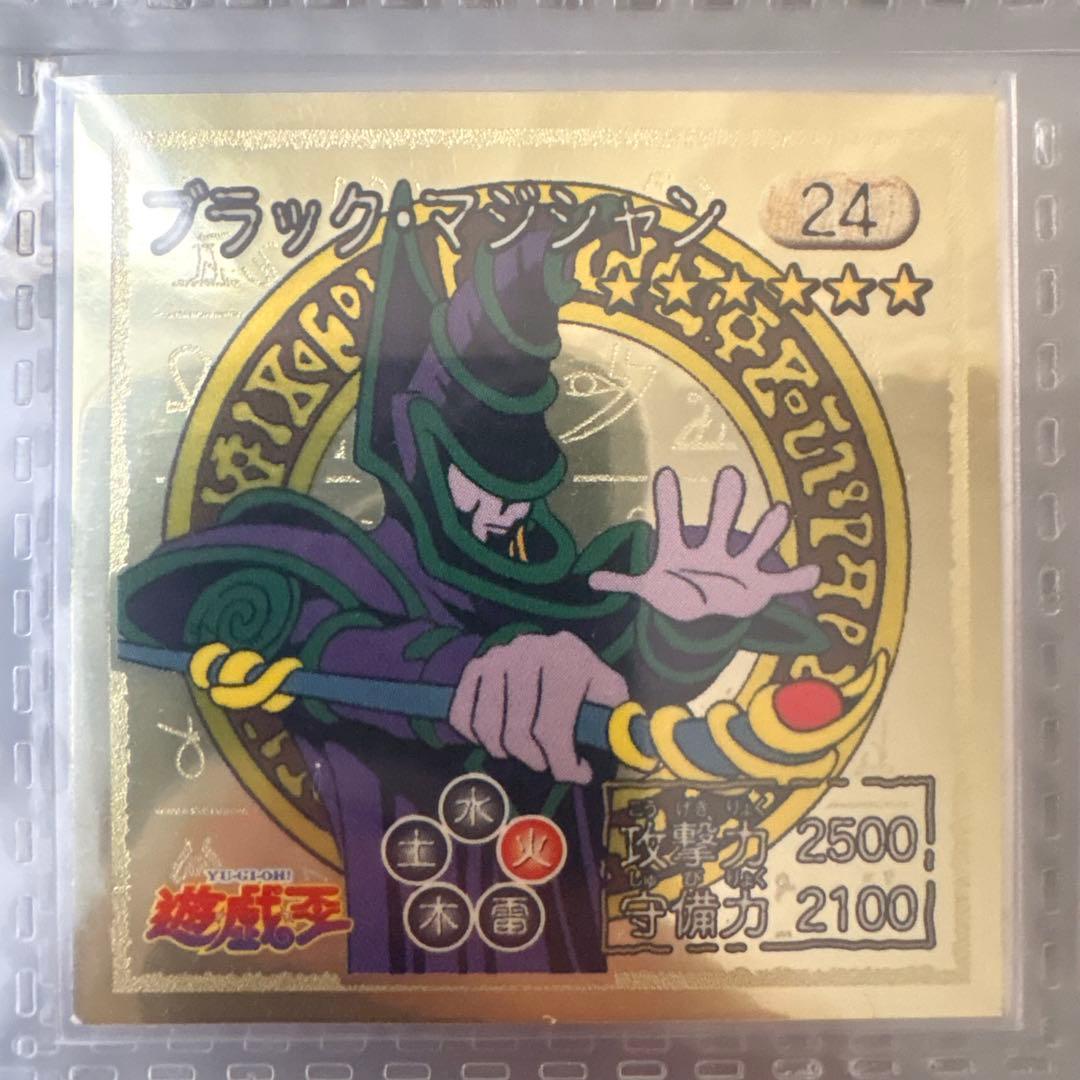 ブラック・マジシャン
24
水
土 火
木 雷
YU-GI-OH!
遊戯王
こう げき りょく
攻撃力 2500
しゅ び りょく
守備力 2100